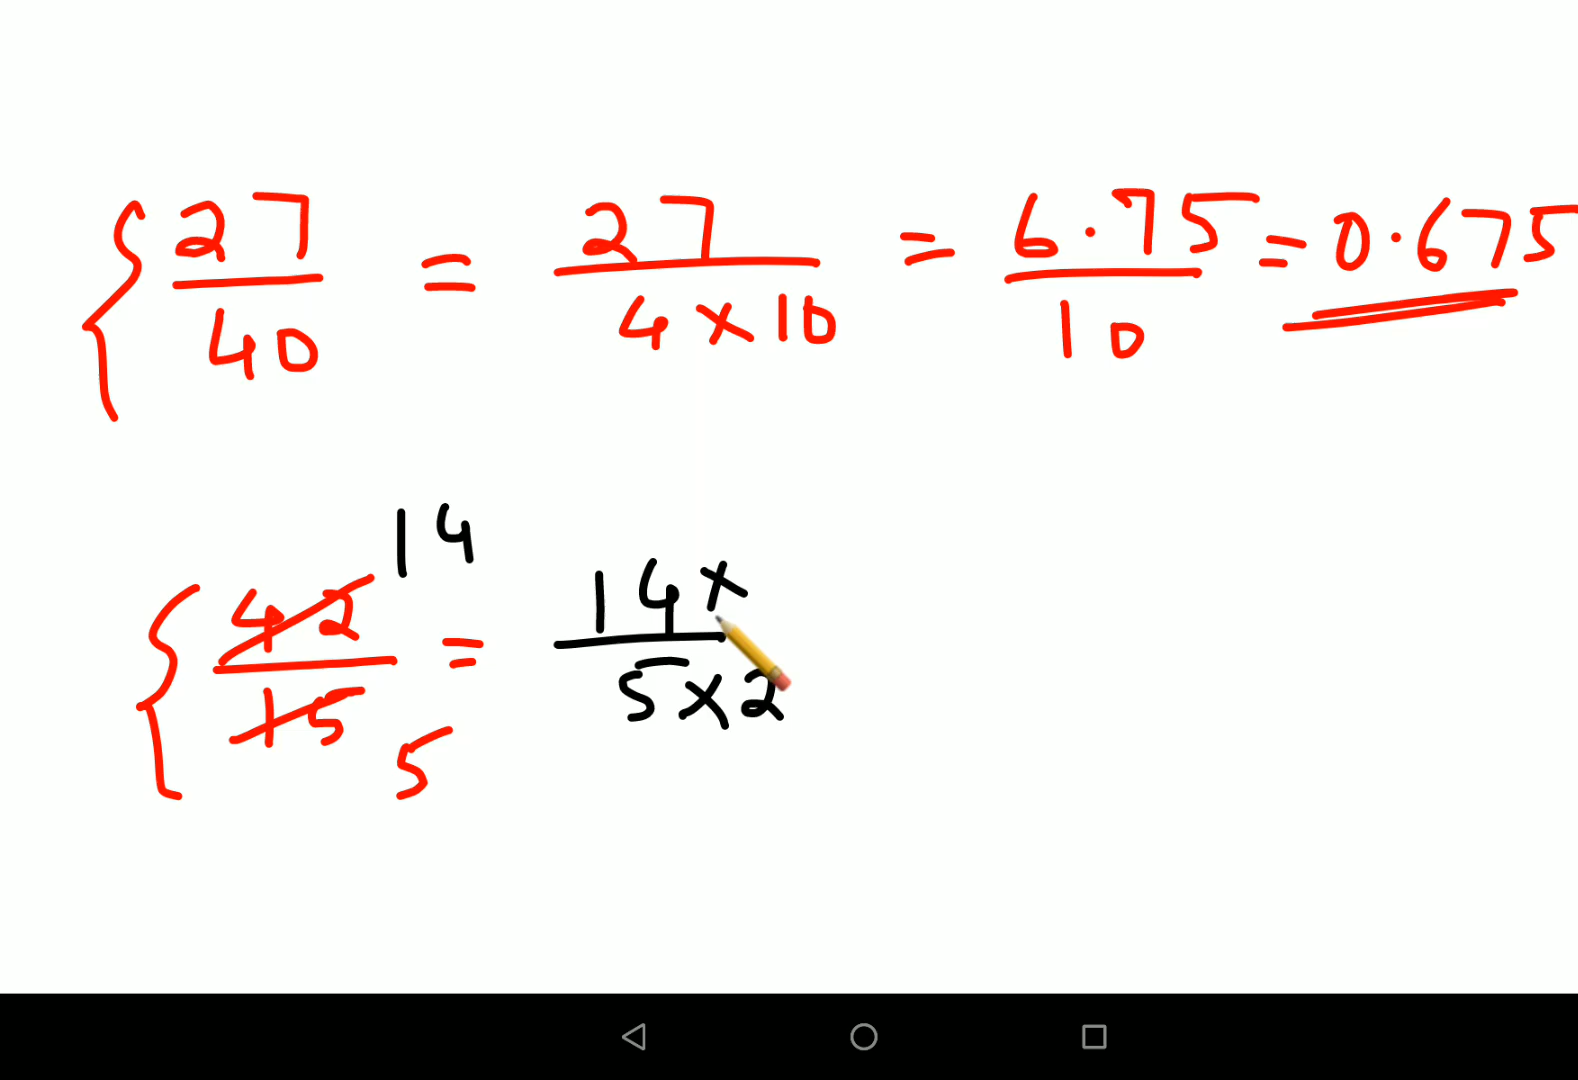 27/40 = 27/4×10 = 6.75/10 = 0.675
14
42/15 = 14×/5×2
5